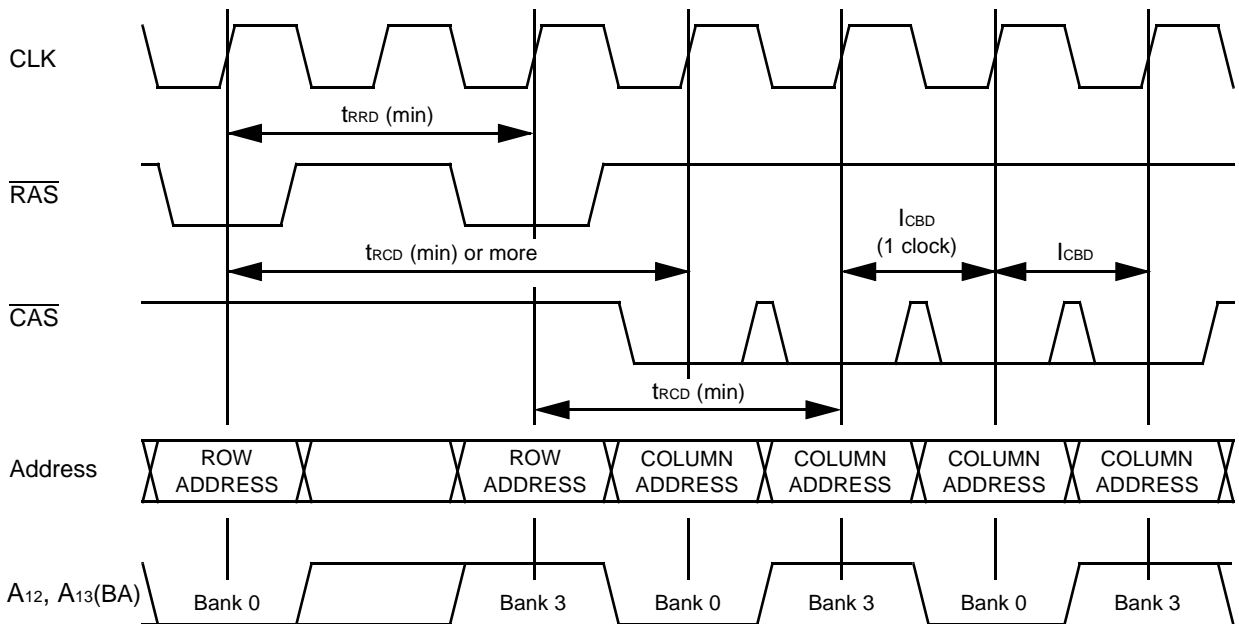 CLK
tRRD (min)
RAS
tRCD (min) or more
ICBD
(1 clock)
ICBD
CAS
tRCD (min)
Address
ROW
ADDRESS
ROW
ADDRESS
COLUMN
ADDRESS
COLUMN
ADDRESS
COLUMN
ADDRESS
COLUMN
ADDRESS
A12, A13(BA)
Bank 0
Bank 3
Bank 0
Bank 3
Bank 0
Bank 3